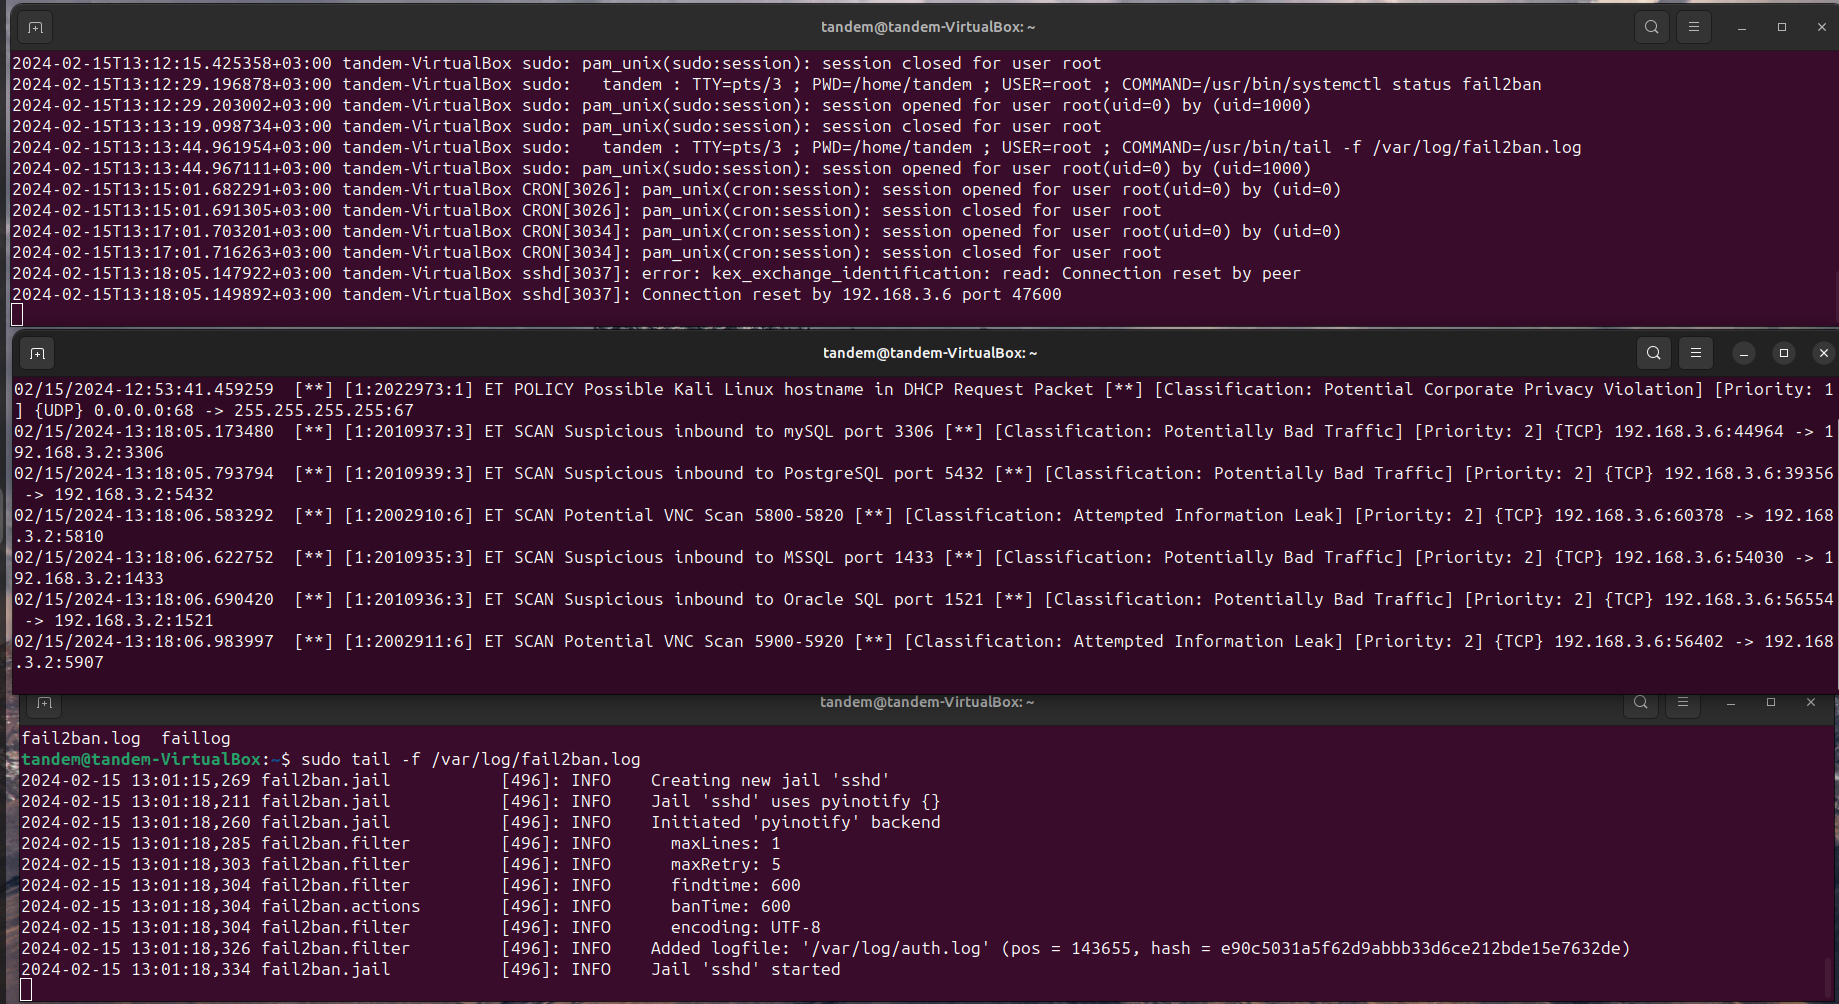 tandem@tandem-VirtualBox: ~
2024-02-15T13:12:15.425358+03:00 tandem-VirtualBox sudo: pam_unix(sudo:session): session closed for user root
2024-02-15T13:12:29.196878+03:00 tandem-VirtualBox sudo:   tandem : TTY=pts/3 ; PWD=/home/tandem ; USER=root ; COMMAND=/usr/bin/systemctl status fail2ban
2024-02-15T13:12:29.203002+03:00 tandem-VirtualBox sudo: pam_unix(sudo:session): session opened for user root(uid=0) by (uid=1000)
2024-02-15T13:13:19.098734+03:00 tandem-VirtualBox sudo: pam_unix(sudo:session): session closed for user root
2024-02-15T13:13:44.961954+03:00 tandem-VirtualBox sudo:   tandem : TTY=pts/3 ; PWD=/home/tandem ; USER=root ; COMMAND=/usr/bin/tail -f /var/log/fail2ban.log
2024-02-15T13:13:44.967111+03:00 tandem-VirtualBox sudo: pam_unix(sudo:session): session opened for user root(uid=0) by (uid=1000)
2024-02-15T13:15:01.682291+03:00 tandem-VirtualBox CRON[3026]: pam_unix(cron:session): session opened for user root(uid=0) by (uid=0)
2024-02-15T13:15:01.691305+03:00 tandem-VirtualBox CRON[3026]: pam_unix(cron:session): session closed for user root
2024-02-15T13:17:01.703201+03:00 tandem-VirtualBox CRON[3034]: pam_unix(cron:session): session opened for user root(uid=0) by (uid=0)
2024-02-15T13:17:01.716263+03:00 tandem-VirtualBox CRON[3034]: pam_unix(cron:session): session closed for user root
2024-02-15T13:18:05.147922+03:00 tandem-VirtualBox sshd[3037]: error: kex_exchange_identification: read: Connection reset by peer
2024-02-15T13:18:05.149892+03:00 tandem-VirtualBox sshd[3037]: Connection reset by 192.168.3.6 port 47600
tandem@tandem-VirtualBox: ~
02/15/2024-12:53:41.459259  [**] [1:2022973:1] ET POLICY Possible Kali Linux hostname in DHCP Request Packet [**] [Classification: Potential Corporate Privacy Violation] [Priority: 1
] {UDP} 0.0.0.0:68 -> 255.255.255.255:67
02/15/2024-13:18:05.173480  [**] [1:2010937:3] ET SCAN Suspicious inbound to mySQL port 3306 [**] [Classification: Potentially Bad Traffic] [Priority: 2] {TCP} 192.168.3.6:44964 -> 1
92.168.3.2:3306
02/15/2024-13:18:05.793794  [**] [1:2010939:3] ET SCAN Suspicious inbound to PostgreSQL port 5432 [**] [Classification: Potentially Bad Traffic] [Priority: 2] {TCP} 192.168.3.6:39356
 -> 192.168.3.2:5432
02/15/2024-13:18:06.583292  [**] [1:2002910:6] ET SCAN Potential VNC Scan 5800-5820 [**] [Classification: Attempted Information Leak] [Priority: 2] {TCP} 192.168.3.6:60378 -> 192.168
.3.2:5810
02/15/2024-13:18:06.622752  [**] [1:2010935:3] ET SCAN Suspicious inbound to MSSQL port 1433 [**] [Classification: Potentially Bad Traffic] [Priority: 2] {TCP} 192.168.3.6:54030 -> 1
92.168.3.2:1433
02/15/2024-13:18:06.690420  [**] [1:2010936:3] ET SCAN Suspicious inbound to Oracle SQL port 1521 [**] [Classification: Potentially Bad Traffic] [Priority: 2] {TCP} 192.168.3.6:56554
 -> 192.168.3.2:1521
02/15/2024-13:18:06.983997  [**] [1:2002911:6] ET SCAN Potential VNC Scan 5900-5920 [**] [Classification: Attempted Information Leak] [Priority: 2] {TCP} 192.168.3.6:56402 -> 192.168
.3.2:5907
tandem@tandem-VirtualBox: ~
fail2ban.log  faillog
tandem@tandem-VirtualBox:~$ sudo tail -f /var/log/fail2ban.log
2024-02-15 13:01:15,269 fail2ban.jail           [496]: INFO    Creating new jail 'sshd'
2024-02-15 13:01:18,211 fail2ban.jail           [496]: INFO    Jail 'sshd' uses pyinotify {}
2024-02-15 13:01:18,260 fail2ban.jail           [496]: INFO    Initiated 'pyinotify' backend
2024-02-15 13:01:18,285 fail2ban.filter         [496]: INFO      maxLines: 1
2024-02-15 13:01:18,303 fail2ban.filter         [496]: INFO      maxRetry: 5
2024-02-15 13:01:18,304 fail2ban.filter         [496]: INFO      findtime: 600
2024-02-15 13:01:18,304 fail2ban.actions        [496]: INFO      banTime: 600
2024-02-15 13:01:18,304 fail2ban.filter         [496]: INFO      encoding: UTF-8
2024-02-15 13:01:18,326 fail2ban.filter         [496]: INFO    Added logfile: '/var/log/auth.log' (pos = 143655, hash = e90c5031a5f62d9abbb33d6ce212bde15e7632de)
2024-02-15 13:01:18,334 fail2ban.jail           [496]: INFO    Jail 'sshd' started